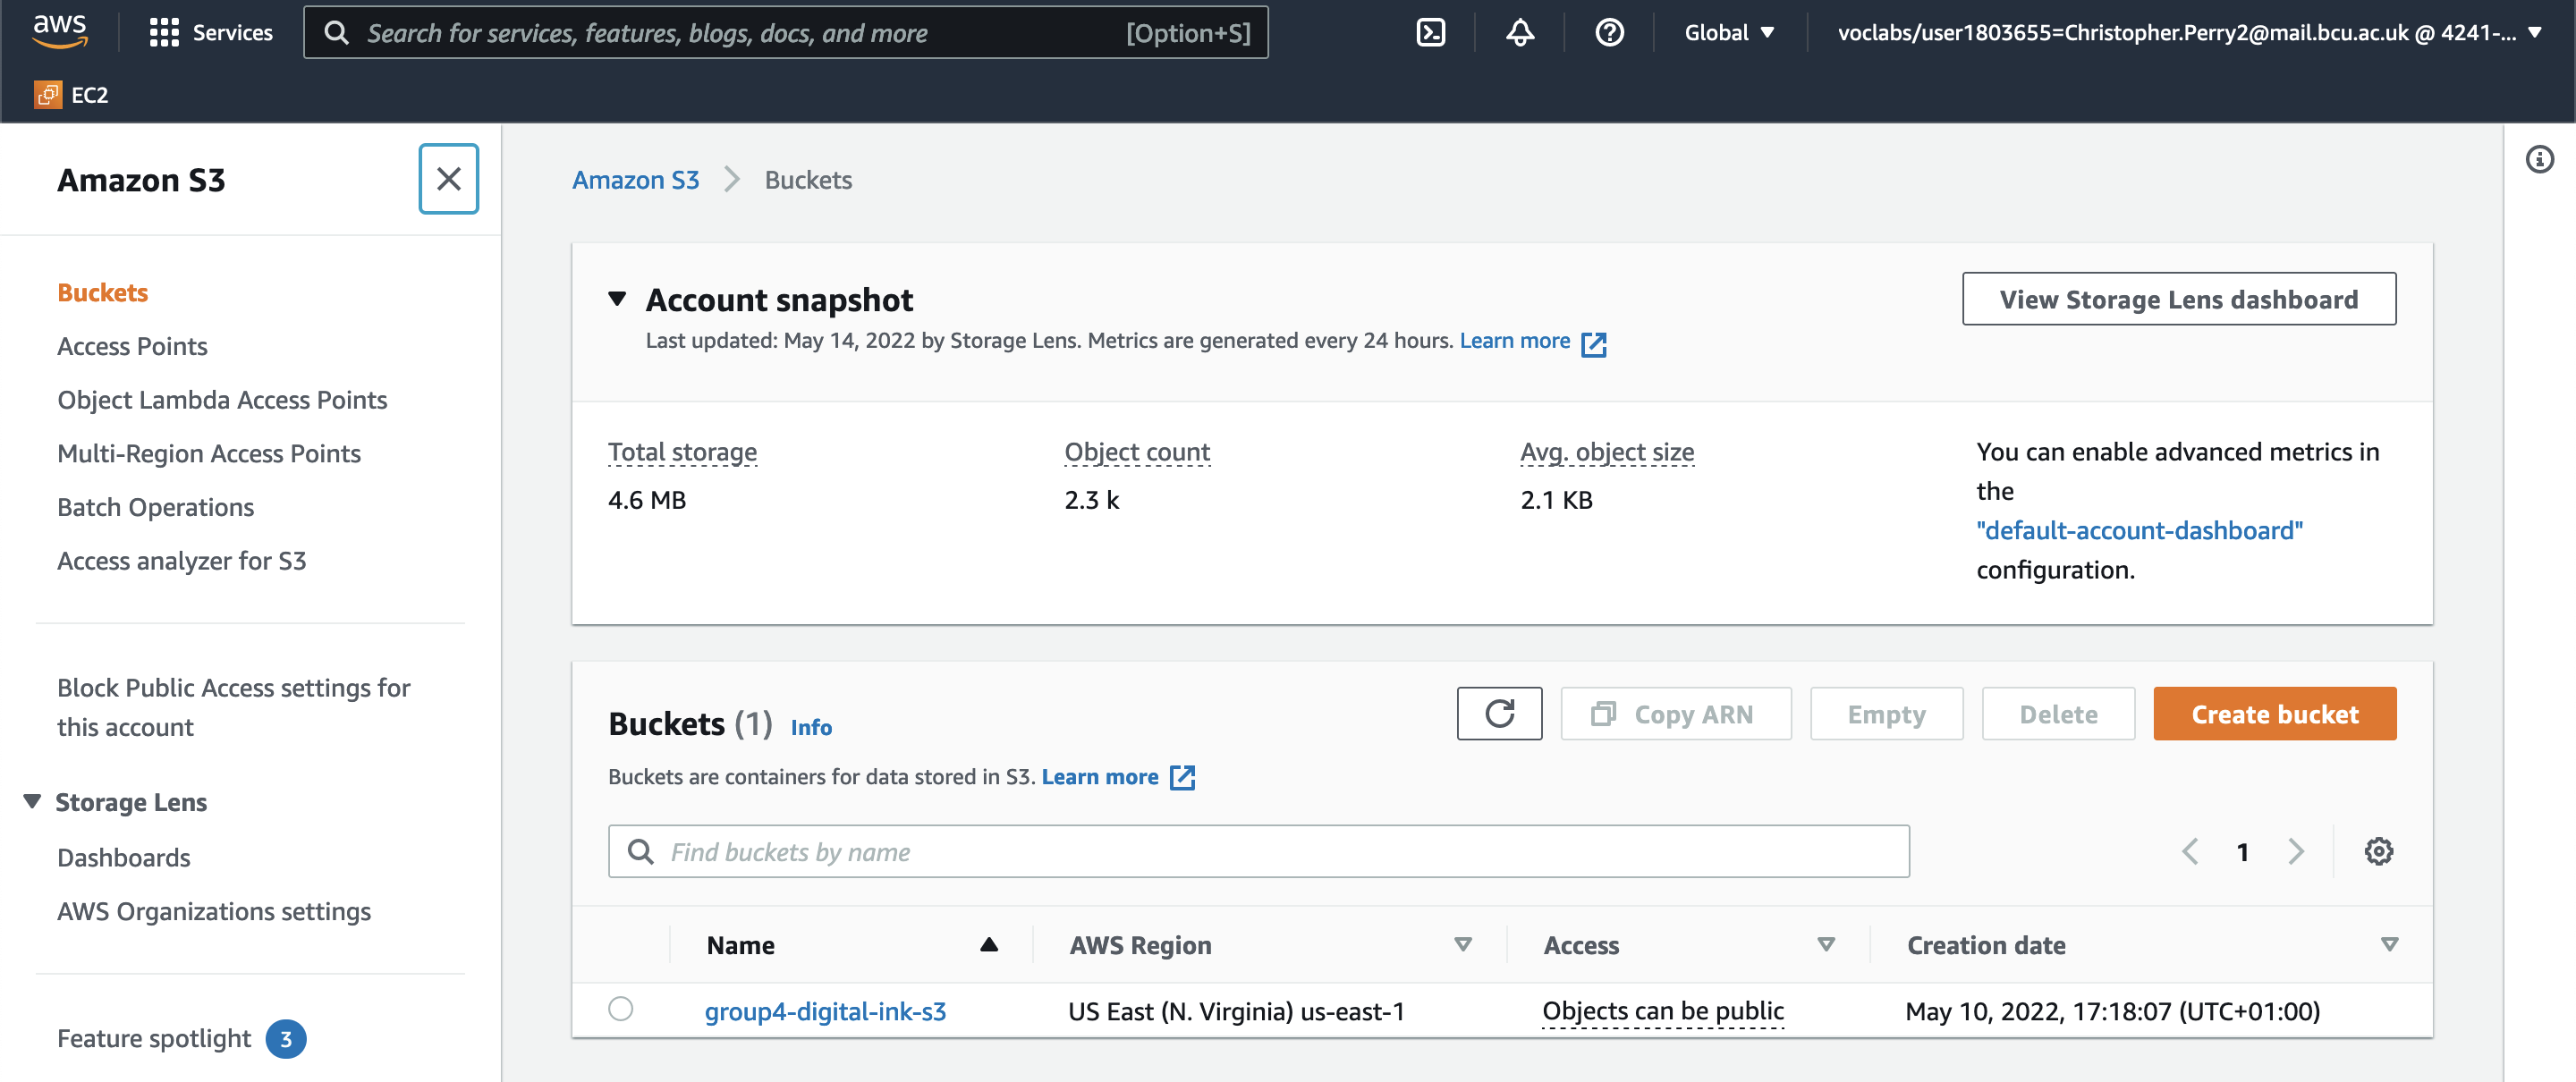 aws
Services
Search for services, features, blogs, docs, and more
[Option+S]
Global
voclabs/user1803655=Christopher.Perry2@mail.bcu.ac.uk @ 4241-...
EC2
Amazon S3
Buckets
Access Points
Object Lambda Access Points
Multi-Region Access Points
Batch Operations
Access analyzer for S3
Block Public Access settings for
this account
Storage Lens
Dashboards
AWS Organizations settings
Feature spotlight 3
Amazon S3 > Buckets
Account snapshot
Last updated: May 14, 2022 by Storage Lens. Metrics are generated every 24 hours. Learn more
View Storage Lens dashboard
Total storage
4.6 MB
Object count
2.3 k
Avg. object size
2.1 KB
You can enable advanced metrics in
the
"default-account-dashboard"
configuration.
Buckets (1) Info
Buckets are containers for data stored in S3. Learn more
Copy ARN
Empty
Delete
Create bucket
Find buckets by name
1
Name AWS Region Access Creation date
group4-digital-ink-s3 US East (N. Virginia) us-east-1 Objects can be public May 10, 2022, 17:18:07 (UTC+01:00)